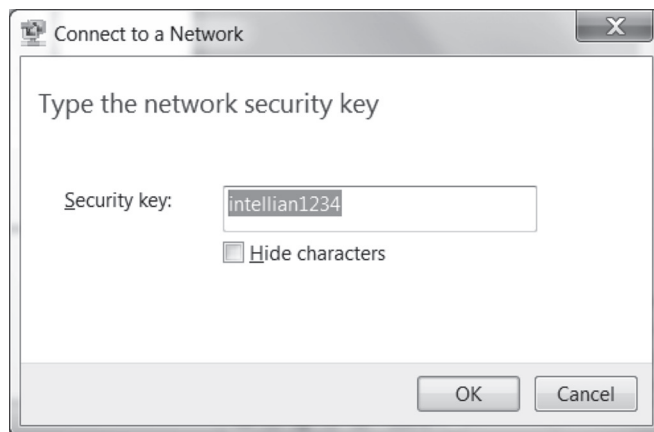 Connect to a Network
Type the network security key
Security key: intellian1234
Hide characters
OK Cancel